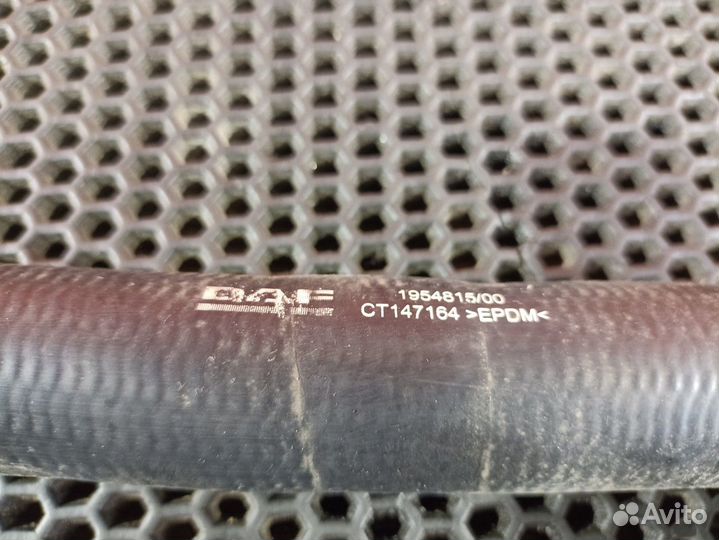 DAF
1954815/00
CT147164 >EPDM<
Avito